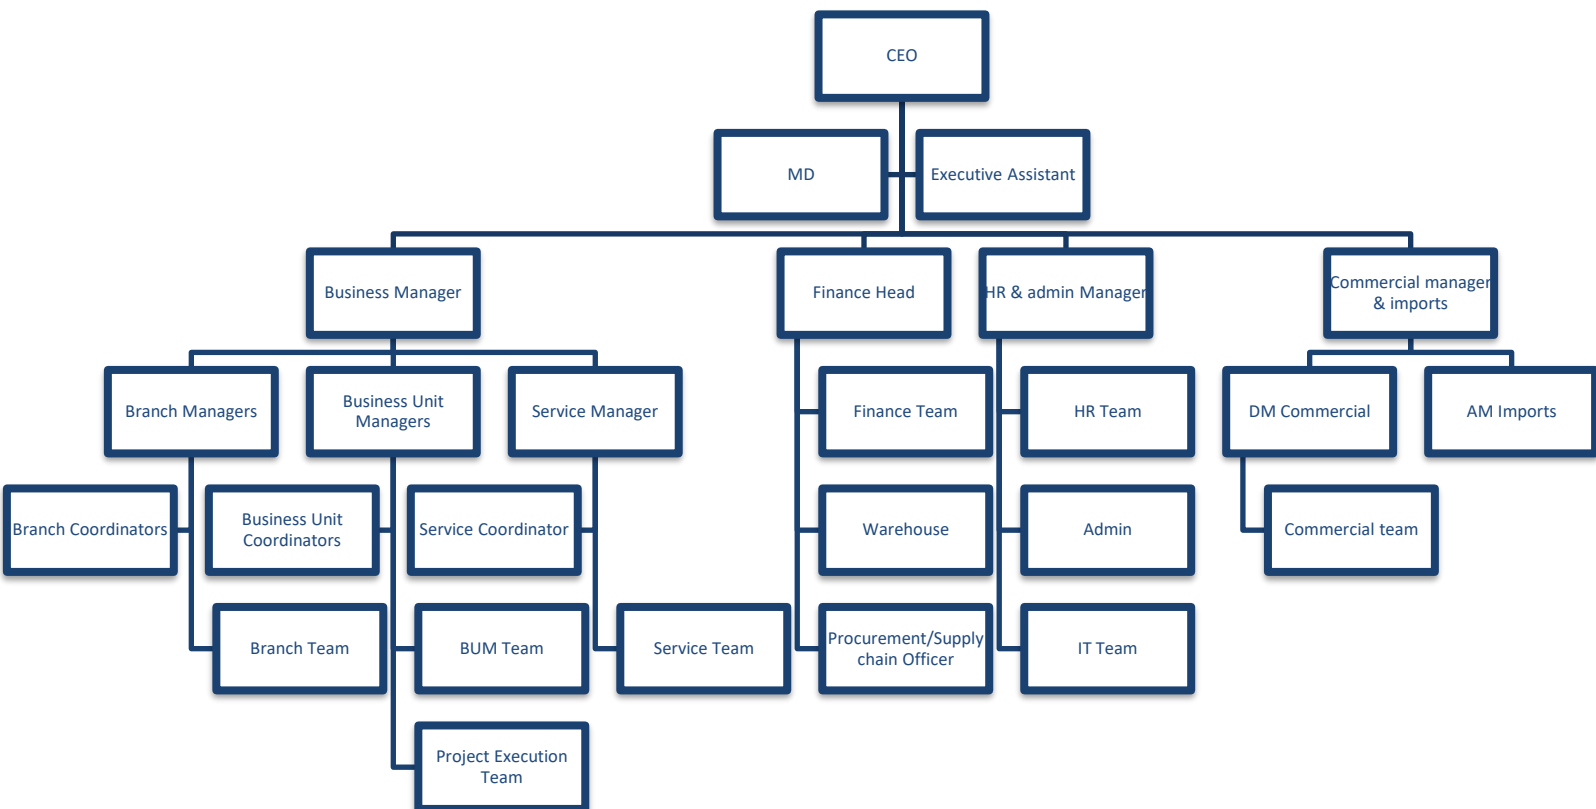 CEO
MD
Executive Assistant
Business Manager
Finance Head
HR & admin Manager
Commercial manager
& imports
Branch Managers
Business Unit
Managers
Service Manager
Finance Team
HR Team
DM Commercial
AM Imports
Branch Coordinators
Business Unit
Coordinators
Service Coordinator
Warehouse
Admin
Commercial team
Branch Team
BUM Team
Service Team
Procurement/Supply
chain Officer
IT Team
Project Execution
Team